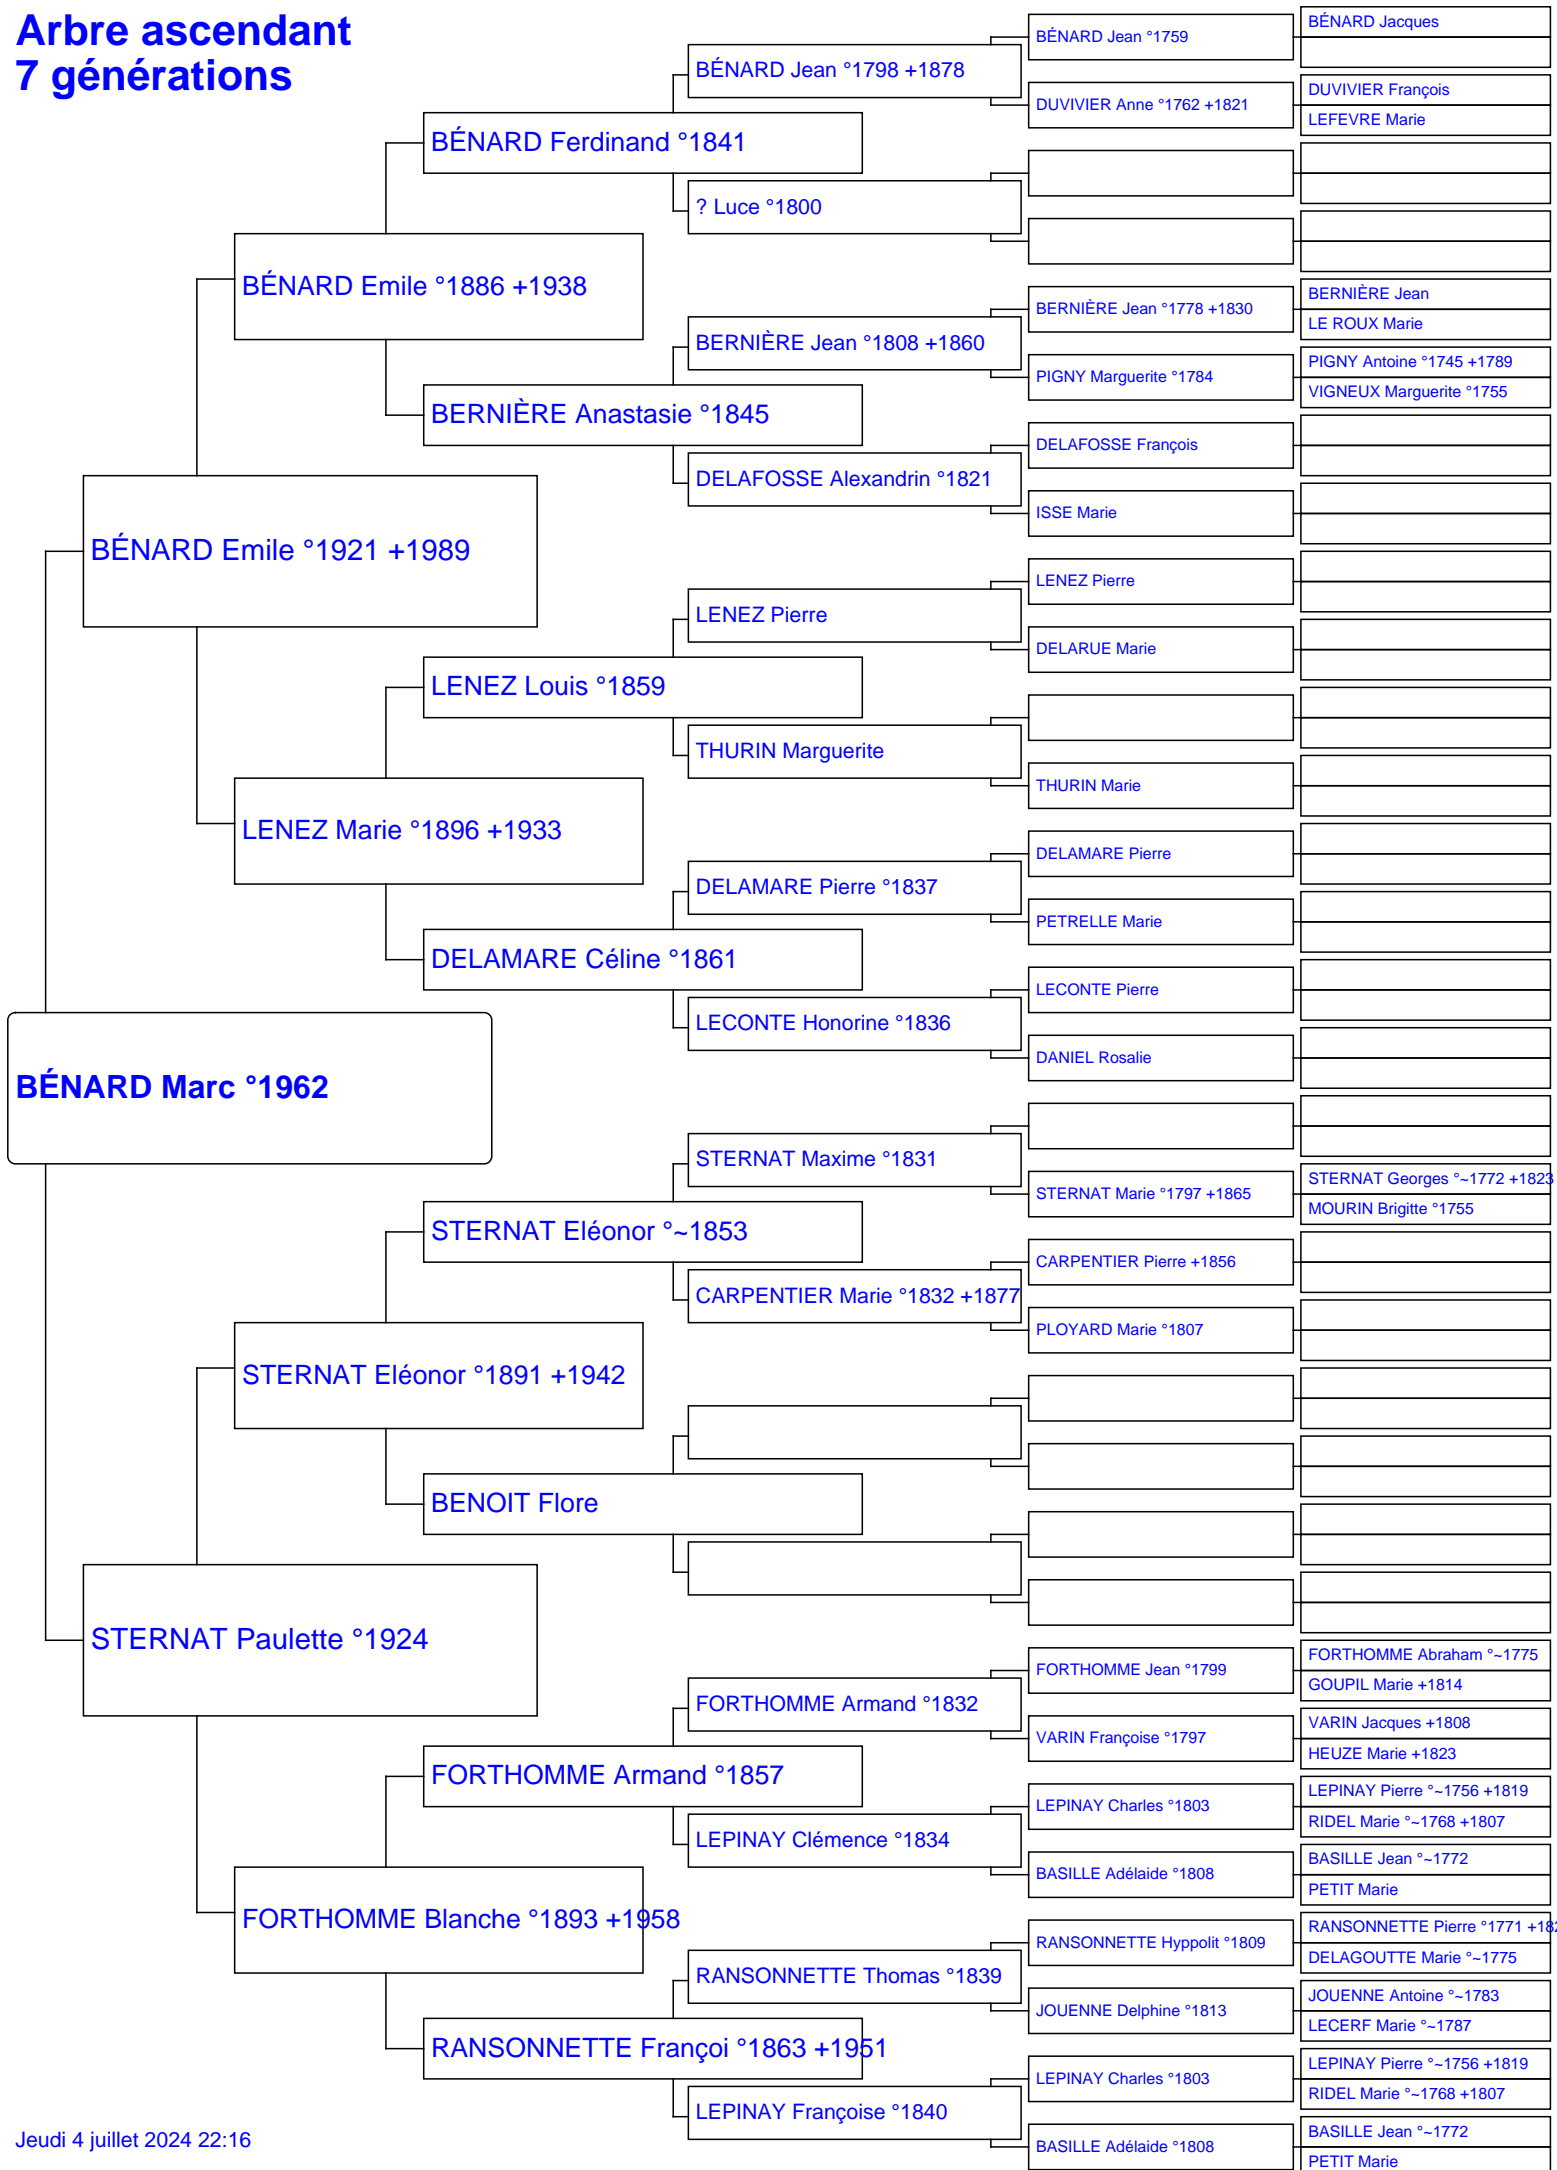 Arbre ascendant
7 générations
BÉNARD Marc °1962
BÉNARD Emile °1921 +1989
STERNAT Paulette °1924
BÉNARD Emile °1886 +1938
LENEZ Marie °1896 +1933
STERNAT Eléonor °1891 +1942
FORTHOMME Blanche °1893 +1958
BÉNARD Ferdinand °1841
BERNIÈRE Anastasie °1845
LENEZ Louis °1859
DELAMARE Céline °1861
STERNAT Eléonor °~1853
BENOIT Flore
FORTHOMME Armand °1857
RANSONNETTE Françoi °1863 +1951
BÉNARD Jean °1798 +1878
? Luce °1800
BERNIÈRE Jean °1808 +1860
DELAFOSSE Alexandrin °1821
LENEZ Pierre
THURIN Marguerite
DELAMARE Pierre °1837
LECONTE Honorine °1836
STERNAT Maxime °1831
CARPENTIER Marie °1832 +1877
FORTHOMME Armand °1832
LEPINAY Clémence °1834
RANSONNETTE Thomas °1839
LEPINAY Françoise °1840
BÉNARD Jean °1759
DUVIVIER Anne °1762 +1821
BERNIÈRE Jean °1778 +1830
PIGNY Marguerite °1784
DELAFOSSE François
ISSE Marie
LENEZ Pierre
DELARUE Marie
THURIN Marie
DELAMARE Pierre
PETRELLE Marie
LECONTE Pierre
DANIEL Rosalie
STERNAT Marie °1797 +1865
CARPENTIER Pierre +1856
PLOYARD Marie °1807
FORTHOMME Jean °1799
VARIN Françoise °1797
LEPINAY Charles °1803
BASILLE Adélaide °1808
RANSONNETTE Hyppolit °1809
JOUENNE Delphine °1813
LEPINAY Charles °1803
BASILLE Adélaide °1808
BÉNARD Jacques
DUVIVIER François
LEFEVRE Marie
BERNIÈRE Jean
LE ROUX Marie
PIGNY Antoine °1745 +1789
VIGNEUX Marguerite °1755
STERNAT Georges °~1772 +1823
MOURIN Brigitte °1755
FORTHOMME Abraham °~1775
GOUPIL Marie +1814
VARIN Jacques +1808
HEUZE Marie +1823
LEPINAY Pierre °~1756 +1819
RIDEL Marie °~1768 +1807
BASILLE Jean °~1772
PETIT Marie
RANSONNETTE Pierre °1771
DELAGOUTTE Marie °~1775
JOUENNE Antoine °~1783
LECERF Marie °~1787
LEPINAY Pierre °~1756 +1819
RIDEL Marie °~1768 +1807
BASILLE Jean °~1772
PETIT Marie
Jeudi 4 juillet 2024 22:16